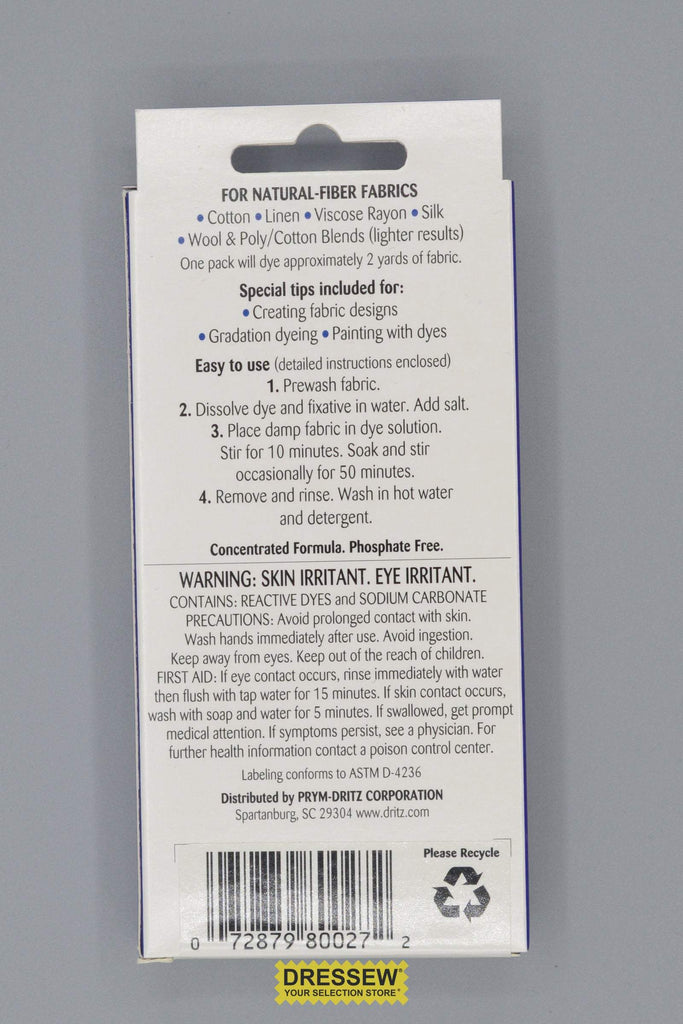 FOR NATURAL-FIBER FABRICS
• Cotton • Linen • Viscose Rayon • Silk
• Wool & Poly/Cotton Blends (lighter results)
One pack will dye approximately 2 yards of fabric.
Special tips included for:
• Creating fabric designs
• Gradation dyeing • Painting with dyes
Easy to use (detailed instructions enclosed)
1. Prewash fabric.
2. Dissolve dye and fixative in water. Add salt.
3. Place damp fabric in dye solution.
Stir for 10 minutes. Soak and stir
occasionally for 50 minutes.
4. Remove and rinse. Wash in hot water
and detergent.
Concentrated Formula. Phosphate Free.
WARNING: SKIN IRRITANT. EYE IRRITANT.
CONTAINS: REACTIVE DYES and SODIUM CARBONATE
PRECAUTIONS: Avoid prolonged contact with skin.
Wash hands immediately after use. Avoid ingestion.
Keep away from eyes. Keep out of the reach of children.
FIRST AID: If eye contact occurs, rinse immediately with water
then flush with tap water for 15 minutes. If skin contact occurs,
wash with soap and water for 5 minutes. If swallowed, get prompt
medical attention. If symptoms persist, see a physician. For
further health information contact a poison control center.
Labeling conforms to ASTM D-4236
Distributed by PRYM-DRITZ CORPORATION
Spartanburg, SC 29304 www.dritz.com
Please Recycle
0 72879 80027 2
DRESSEW®
YOUR SELECTION STORE®